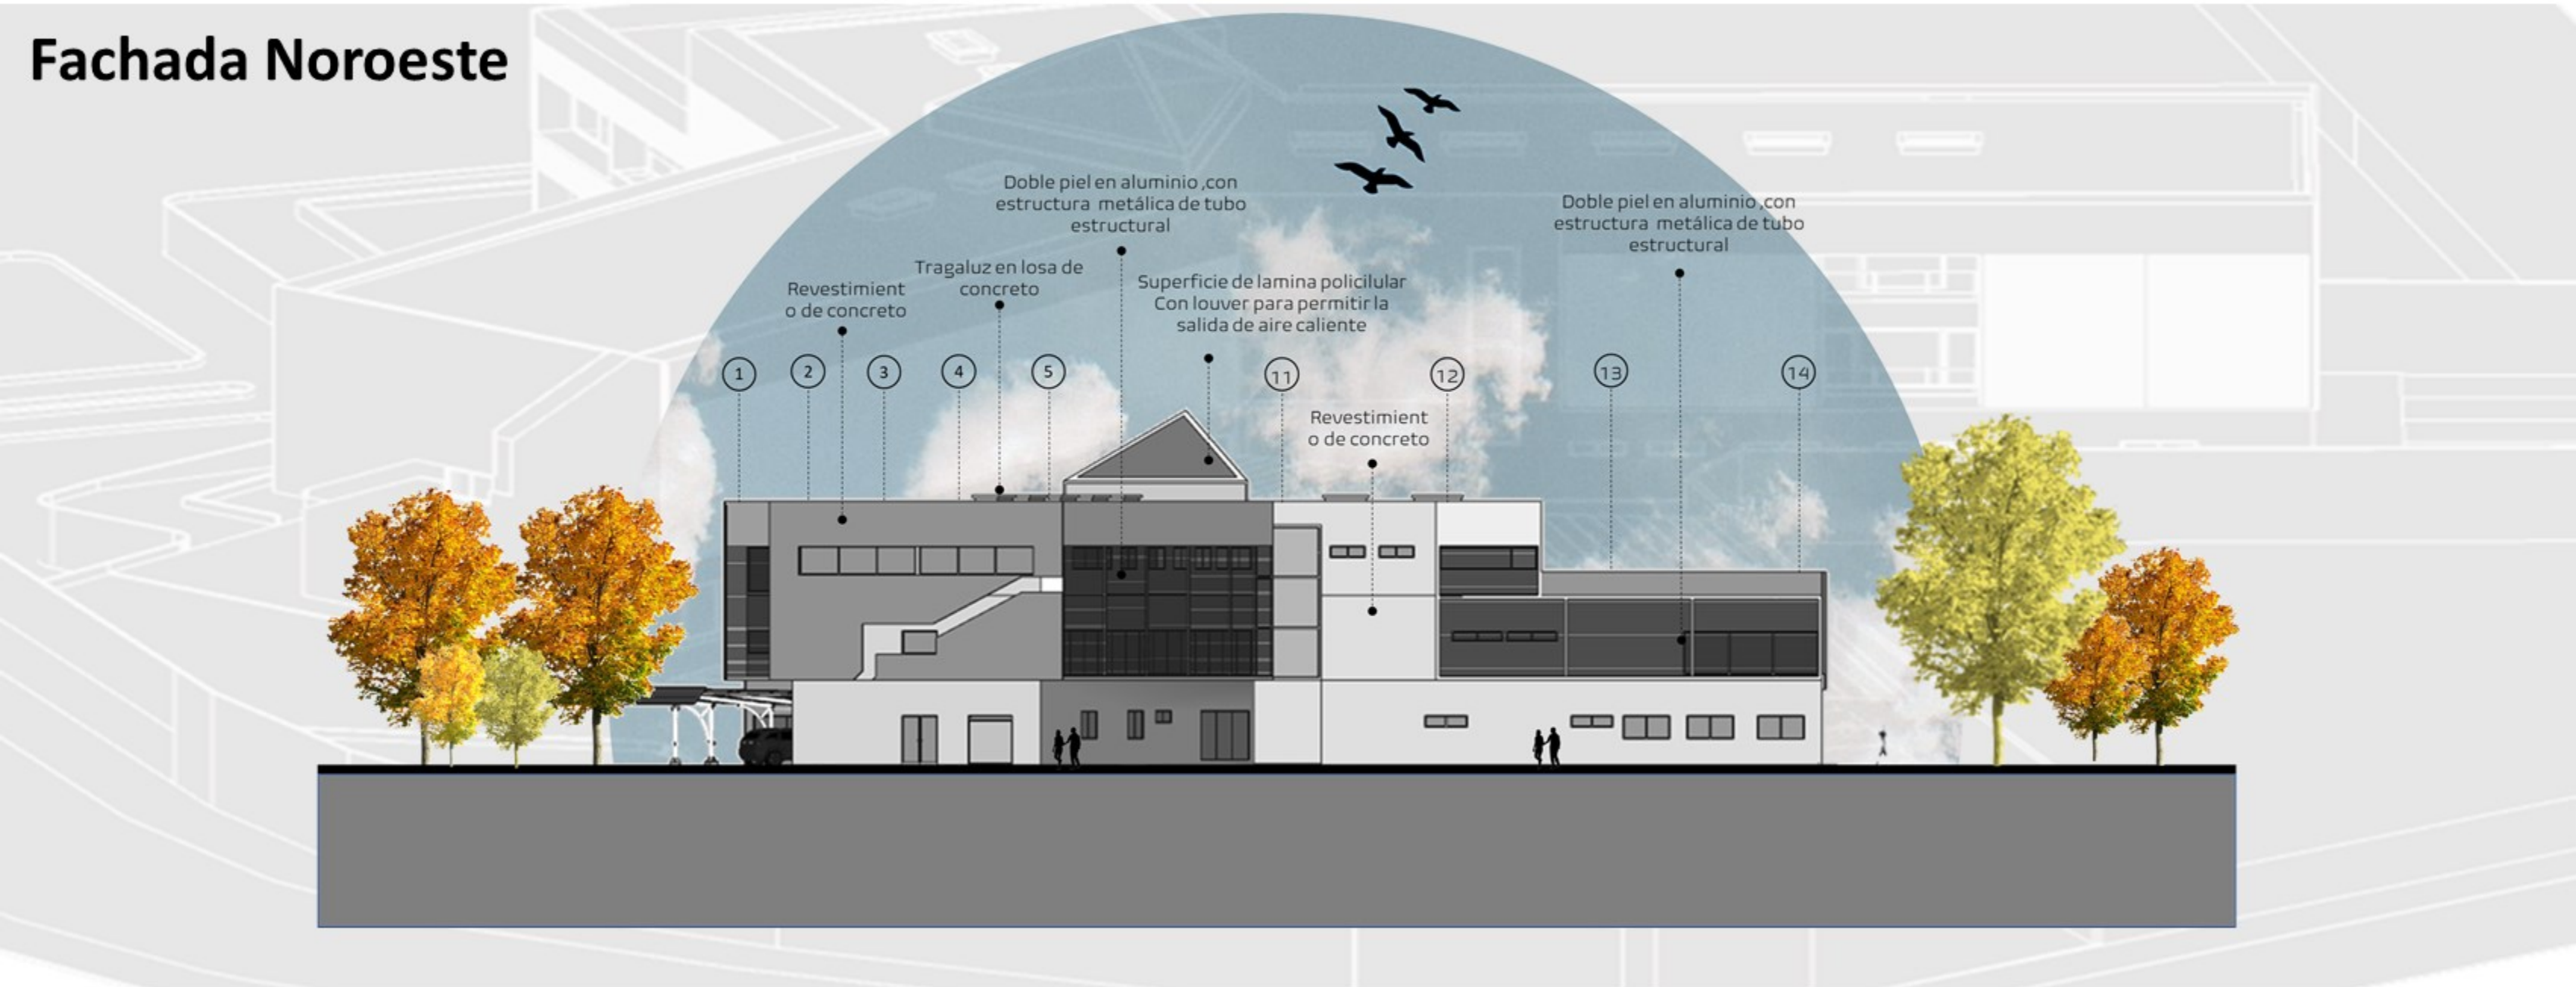 Fachada Noroeste
Doble piel en aluminio ,con
estructura metálica de tubo
estructural
Doble piel en aluminio ,con
estructura metálica de tubo
estructural
Tragaluz en losa de
concreto
Superficie de lamina policilular
Con louver para permitir la
salida de aire caliente
Revestimient
o de concreto
1
2
3
4
5
11
12
13
14
Revestimient
o de concreto